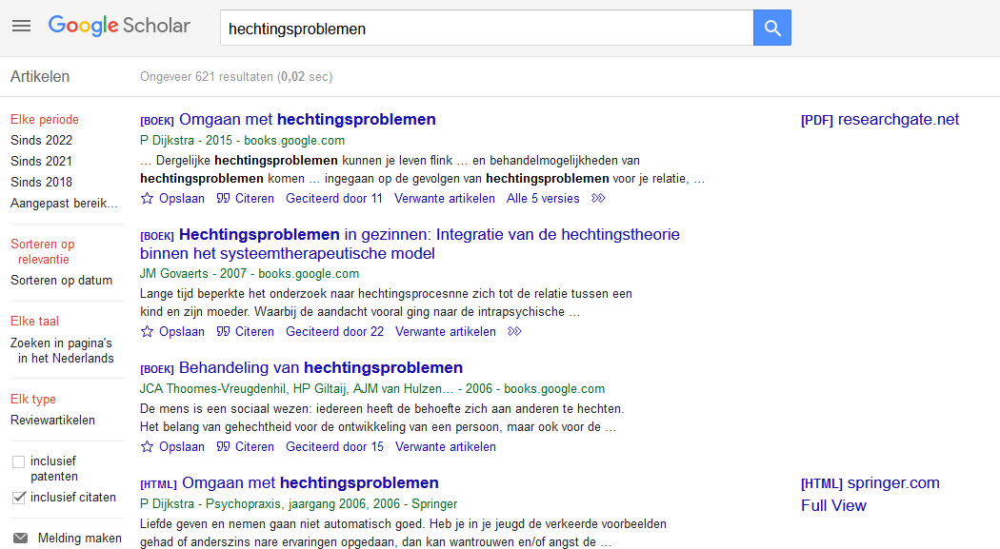 Google Scholar
hechtingsproblemen
Artikelen
Ongeveer 621 resultaten (0,02 sec)
Elke periode
Sinds 2022
Sinds 2021
Sinds 2018
Aangepast bereik...
Sorteren op
relevantie
Sorteren op datum
Elke taal
Zoeken in pagina's
in het Nederlands
Elk type
Reviewartikelen
inclusief
patenten
inclusief citaten
Melding maken
[BOEK] Omgaan met hechtingsproblemen
P Dijkstra - 2015 - books.google.com
... Dergelijke hechtingsproblemen kunnen je leven flink ... en behandelmogelijkheden van
hechtingsproblemen komen ... ingegaan op de gevolgen van hechtingsproblemen voor je relatie, ...
Opslaan Citeren Geciteerd door 11 Verwante artikelen Alle 5 versies
[PDF] researchgate.net
[BOEK] Hechtingsproblemen in gezinnen: Integratie van de hechtingstheorie
binnen het systeemtherapeutische model
JM Govaerts - 2007 - books.google.com
Lange tijd beperkte het onderzoek naar hechtingsprocesnne zich tot de relatie tussen een
kind en zijn moeder. Waarbij de aandacht vooral ging naar de intrapsychische ...
Opslaan Citeren Geciteerd door 22 Verwante artikelen
[BOEK] Behandeling van hechtingsproblemen
JCA Thoomes-Vreugdenhil, HP Giltaij, AJM van Hulzen... - 2006 - books.google.com
De mens is een sociaal wezen: iedereen heeft de behoefte zich aan anderen te hechten.
Het belang van gehechtheid voor de ontwikkeling van een persoon, maar ook voor de ...
Opslaan Citeren Geciteerd door 15 Verwante artikelen
[HTML] Omgaan met hechtingsproblemen
P Dijkstra - Psychopraxis, jaargang 2006, 2006 - Springer
Liefde geven en nemen gaan niet automatisch goed. Heb je in je jeugd de verkeerde voorbeelden
gehad of anderszins nare ervaringen opgedaan, dan kan wantrouwen en/of angst de ...
[HTML] springer.com
Full View